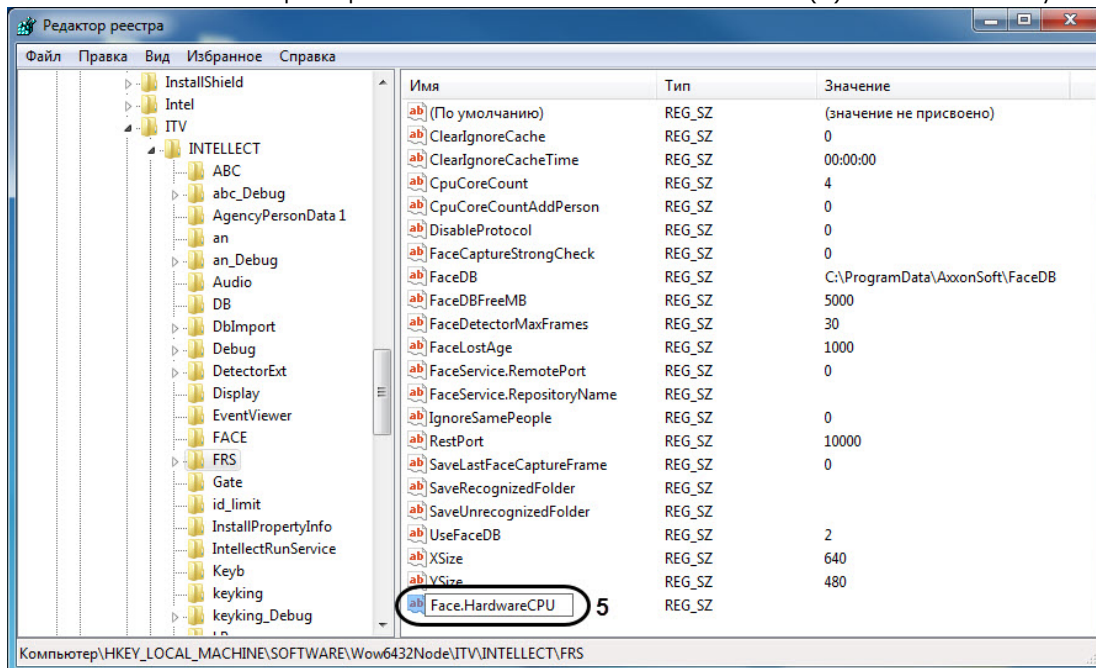 Редактор реестра
Файл Правка Вид Избранное Справка
InstallShield
Intel
ITV
INTELLECT
ABC
abc_Debug
AgencyPersonData 1
an
an_Debug
Audio
DB
DbImport
Debug
DetectorExt
Display
EventViewer
FACE
FRS
Gate
id_limit
InstallPropertyInfo
IntellectRunService
Keyb
keyking
keyking_Debug
Имя Тип Значение
(По умолчанию) REG_SZ (значение не присвоено)
ClearIgnoreCache REG_SZ 0
ClearIgnoreCacheTime REG_SZ 00:00:00
CpuCoreCount REG_SZ 4
CpuCoreCountAddPerson REG_SZ 0
DisableProtocol REG_SZ 0
FaceCaptureStrongCheck REG_SZ 0
FaceDB REG_SZ C:\ProgramData\AxxonSoft\FaceDB
FaceDBFreeMB REG_SZ 5000
FaceDetectorMaxFrames REG_SZ 30
FaceLostAge REG_SZ 1000
FaceService.RemotePort REG_SZ 0
FaceService.RepositoryName REG_SZ
IgnoreSamePeople REG_SZ 0
RestPort REG_SZ 10000
SaveLastFaceCaptureFrame REG_SZ 0
SaveRecognizedFolder REG_SZ
SaveUnrecognizedFolder REG_SZ
UseFaceDB REG_SZ 2
XSize REG_SZ 640
YSize REG_SZ 480
Face.HardwareCPU 5 REG_SZ
Компьютер\HKEY_LOCAL_MACHINE\SOFTWARE\Wow6432Node\ITV\INTELLECT\FRS